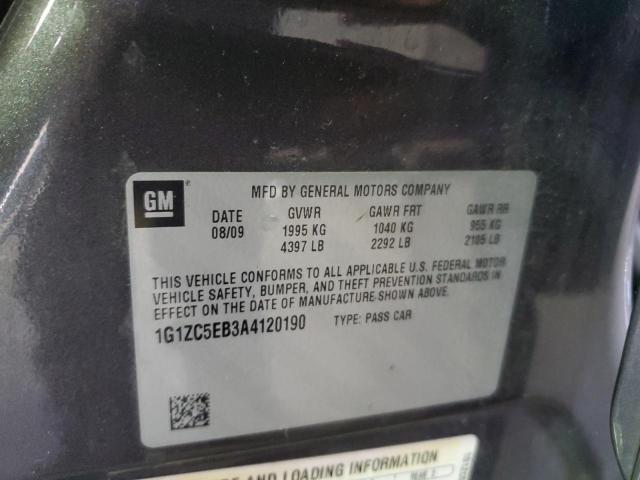 GM
MFD BY GENERAL MOTORS COMPANY
DATE GVWR GAWR FRT GAWR RR
08/09 1995 KG 1040 KG 955 KG
4397 LB 2292 LB 2105 LB
THIS VEHICLE CONFORMS TO ALL APPLICABLE U.S. FEDERAL MOTOR
VEHICLE SAFETY, BUMPER, AND THEFT PREVENTION STANDARDS IN
EFFECT ON THE DATE OF MANUFACTURE SHOWN ABOVE.
1G1ZC5EB3A4120190 TYPE: PASS CAR
AND LOADING INFORMATION